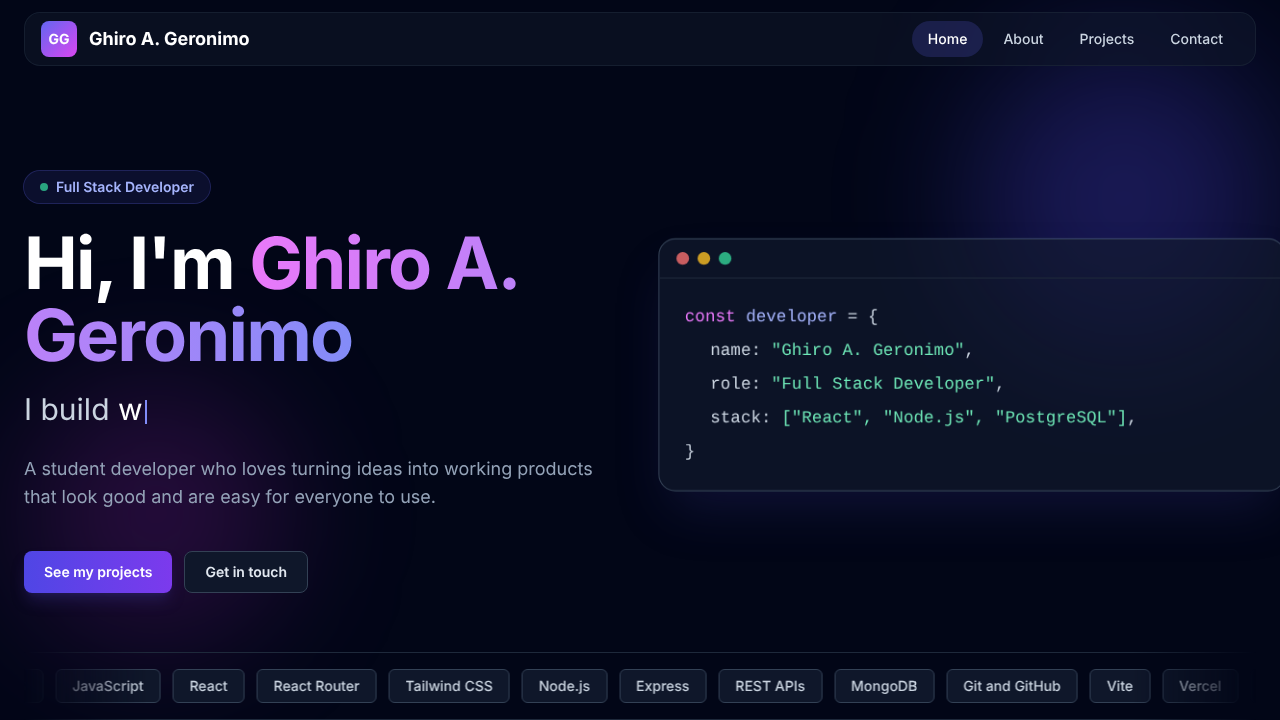 GG Ghiro A. Geronimo Home About Projects Contact
Full Stack Developer
Hi, I'm Ghiro A.
Geronimo
I build w
A student developer who loves turning ideas into working products
that look good and are easy for everyone to use.
See my projects Get in touch
const developer = {
name: "Ghiro A. Geronimo",
role: "Full Stack Developer",
stack: ["React", "Node.js", "PostgreSQL"],
}
JavaScript React React Router Tailwind CSS Node.js Express REST APIs MongoDB Git and GitHub Vite Vercel